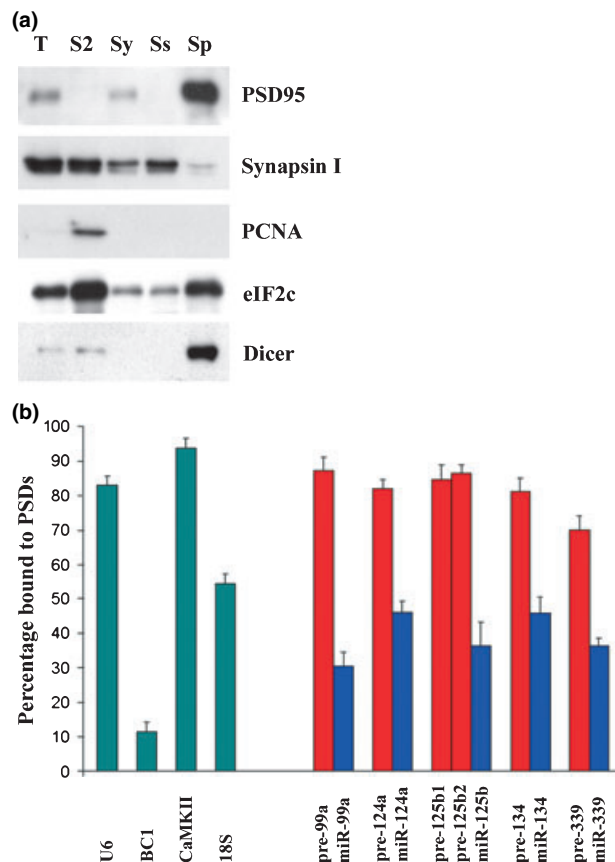 (a)
T S2 Sy Ss Sp
PSD95
Synapsin I
PCNA
eIF2c
Dicer
(b)
Percentage bound to PSDs
100
90
80
70
60
50
40
30
20
10
0
U6
BC1
CaMKII
18S
pre-99a
miR-99a
pre-124a
miR-124a
pre-125b1
pre-125b2
miR-125b
pre-134
miR-134
pre-339
miR-339